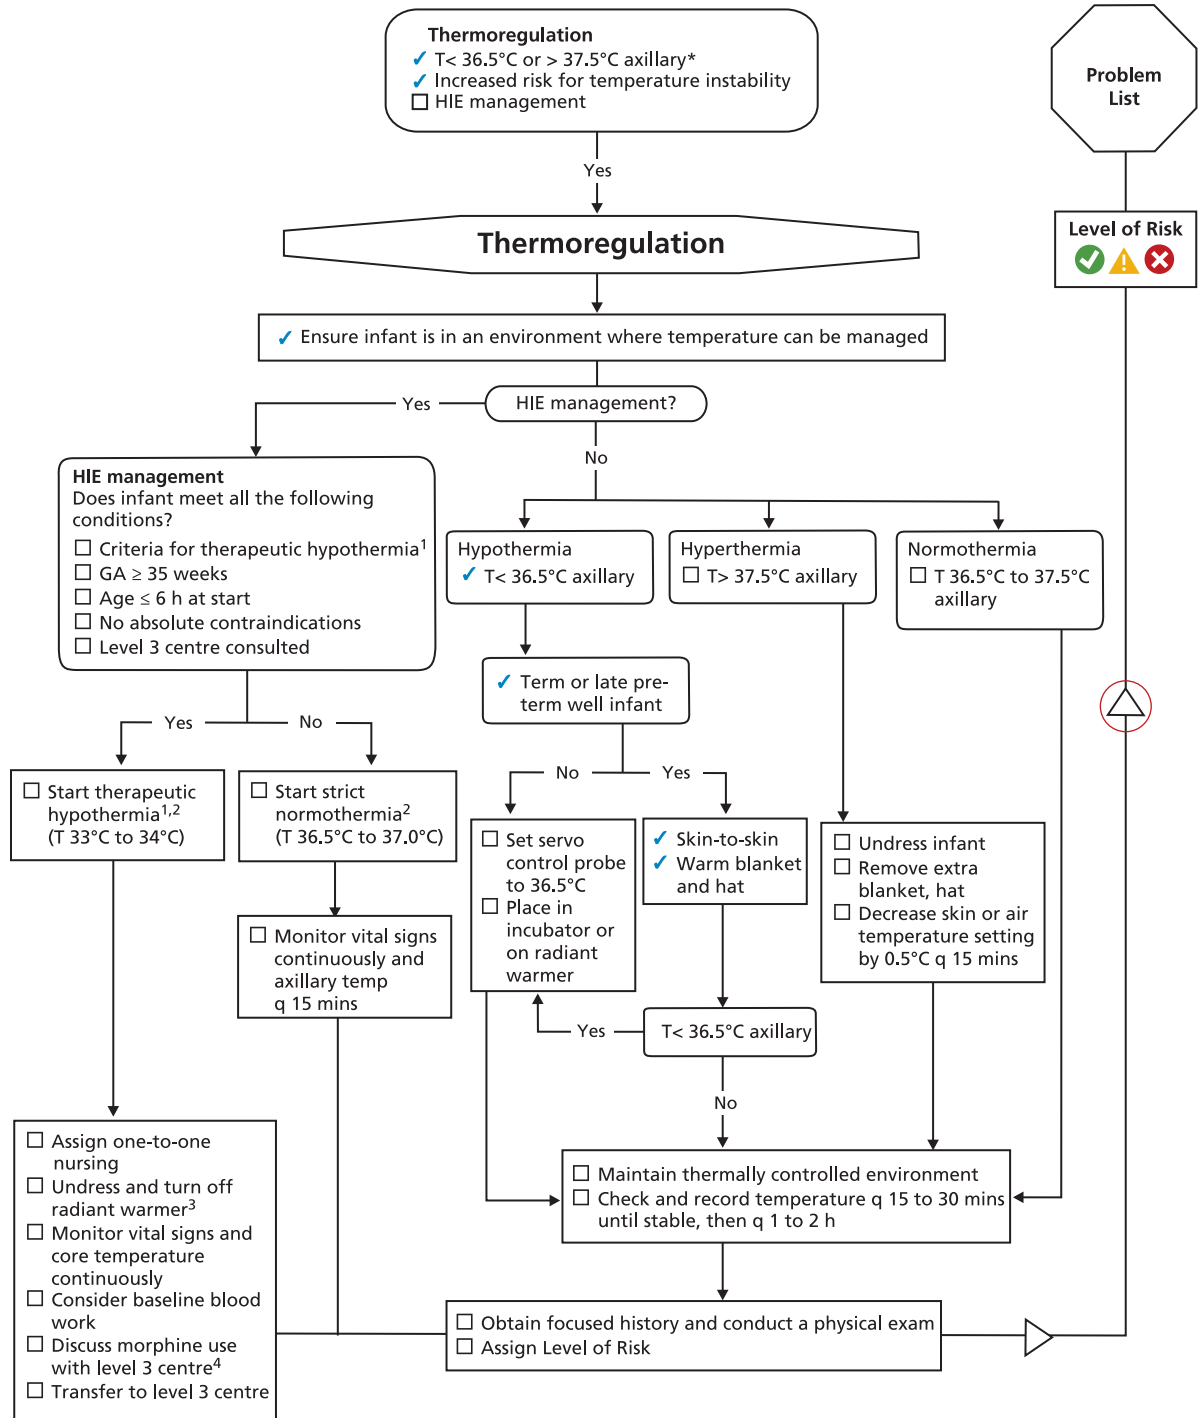 Thermoregulation
✓ T< 36.5°C or > 37.5°C axillary*
✓ Increased risk for temperature instability
☐ HIE management
Problem
List
Yes
Level of Risk
Thermoregulation
✓ Ensure infant is in an environment where temperature can be managed
HIE management?
Yes
No
HIE management
Does infant meet all the following
conditions?
☐ Criteria for therapeutic hypothermia¹
☐ GA ≥ 35 weeks
☐ Age ≤ 6 h at start
☐ No absolute contraindications
☐ Level 3 centre consulted
Hypothermia
✓ T< 36.5°C axillary
Hyperthermia
☐ T> 37.5°C axillary
Normothermia
☐ T 36.5°C to 37.5°C
axillary
✓ Term or late pre-
term well infant
Yes
No
No
Yes
☐ Start therapeutic
hypothermia¹,²
(T 33°C to 34°C)
☐ Start strict
normothermia²
(T 36.5°C to 37.0°C)
☐ Set servo
control probe
to 36.5°C
☐ Place in
incubator or
on radiant
warmer
✓ Skin-to-skin
✓ Warm blanket
and hat
☐ Undress infant
☐ Remove extra
blanket, hat
☐ Decrease skin or air
temperature setting
by 0.5°C q 15 mins
☐ Monitor vital signs
continuously and
axillary temp
q 15 mins
Yes
T< 36.5°C axillary
No
☐ Assign one-to-one
nursing
☐ Undress and turn off
radiant warmer³
☐ Monitor vital signs and
core temperature
continuously
☐ Consider baseline blood
work
☐ Discuss morphine use
with level 3 centre⁴
☐ Transfer to level 3 centre
☐ Maintain thermally controlled environment
☐ Check and record temperature q 15 to 30 mins
until stable, then q 1 to 2 h
☐ Obtain focused history and conduct a physical exam
☐ Assign Level of Risk